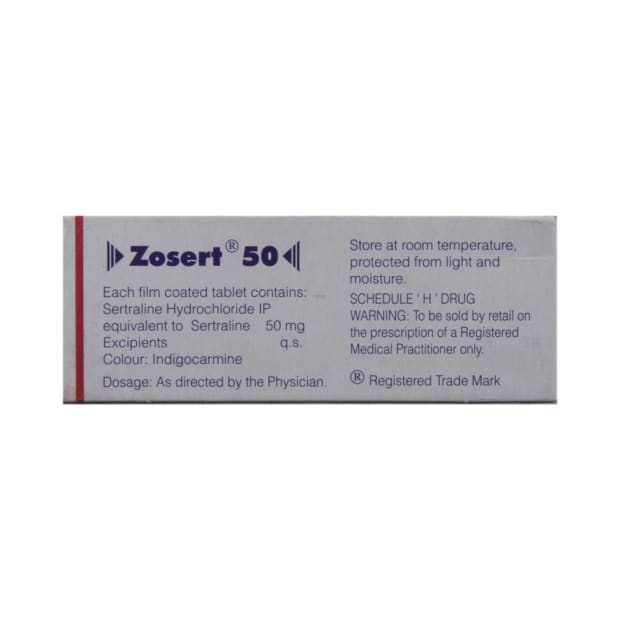 Zosert® 50
Each film coated tablet contains:
Sertraline Hydrochloride IP
equivalent to Sertraline 50 mg
Excipients q.s.
Colour: Indigocarmine
Dosage: As directed by the Physician.
Store at room temperature,
protected from light and
moisture.
SCHEDULE ' H ' DRUG
WARNING: To be sold by retail on
the prescription of a Registered
Medical Practitioner only.
® Registered Trade Mark